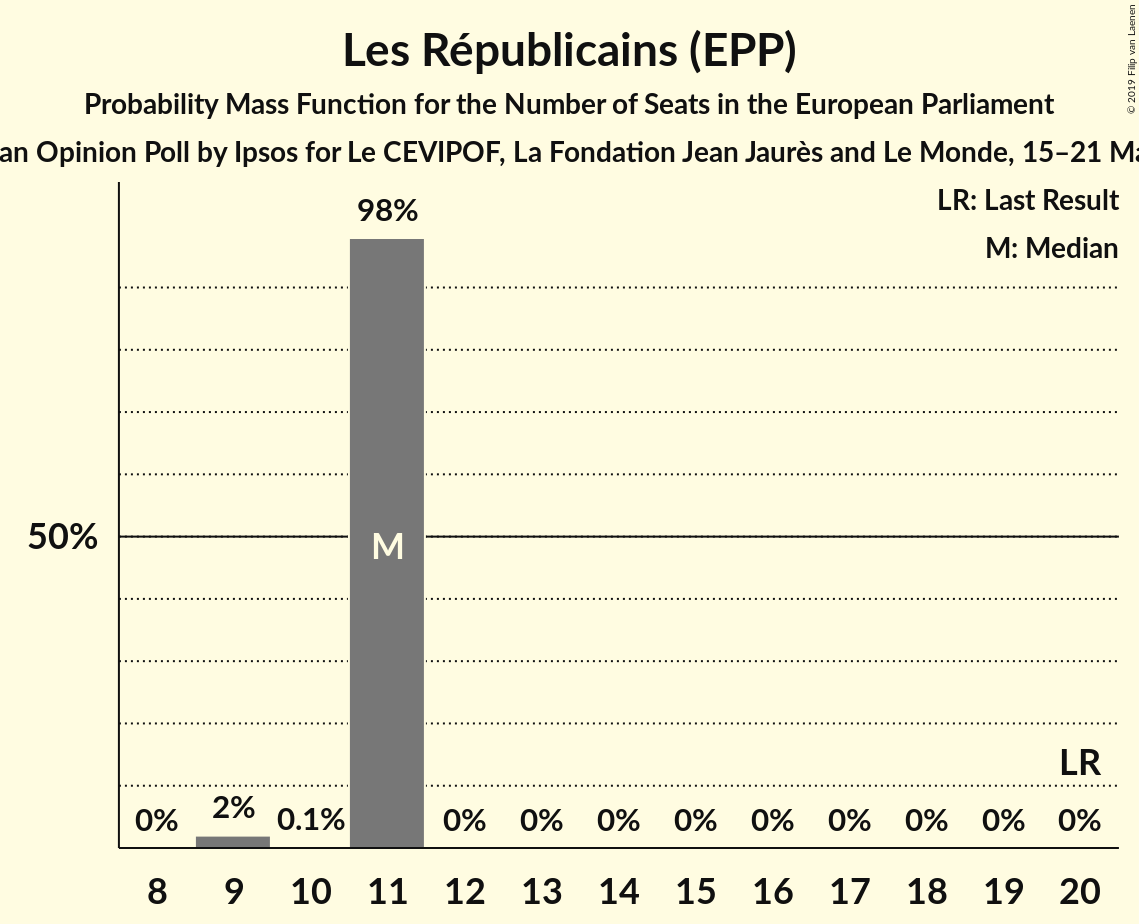 Les Républicains (EPP)
Probability Mass Function for the Number of Seats in the European Parliament
an Opinion Poll by Ipsos for Le CEVIPOF, La Fondation Jean Jaurès and Le Monde, 15–21 Ma
© 2019 Filip van Laenen
LR: Last Result
M: Median
98%
50%
M
LR
0% 2% 0.1% 0% 0% 0% 0% 0% 0% 0% 0% 0%
8 9 10 11 12 13 14 15 16 17 18 19 20